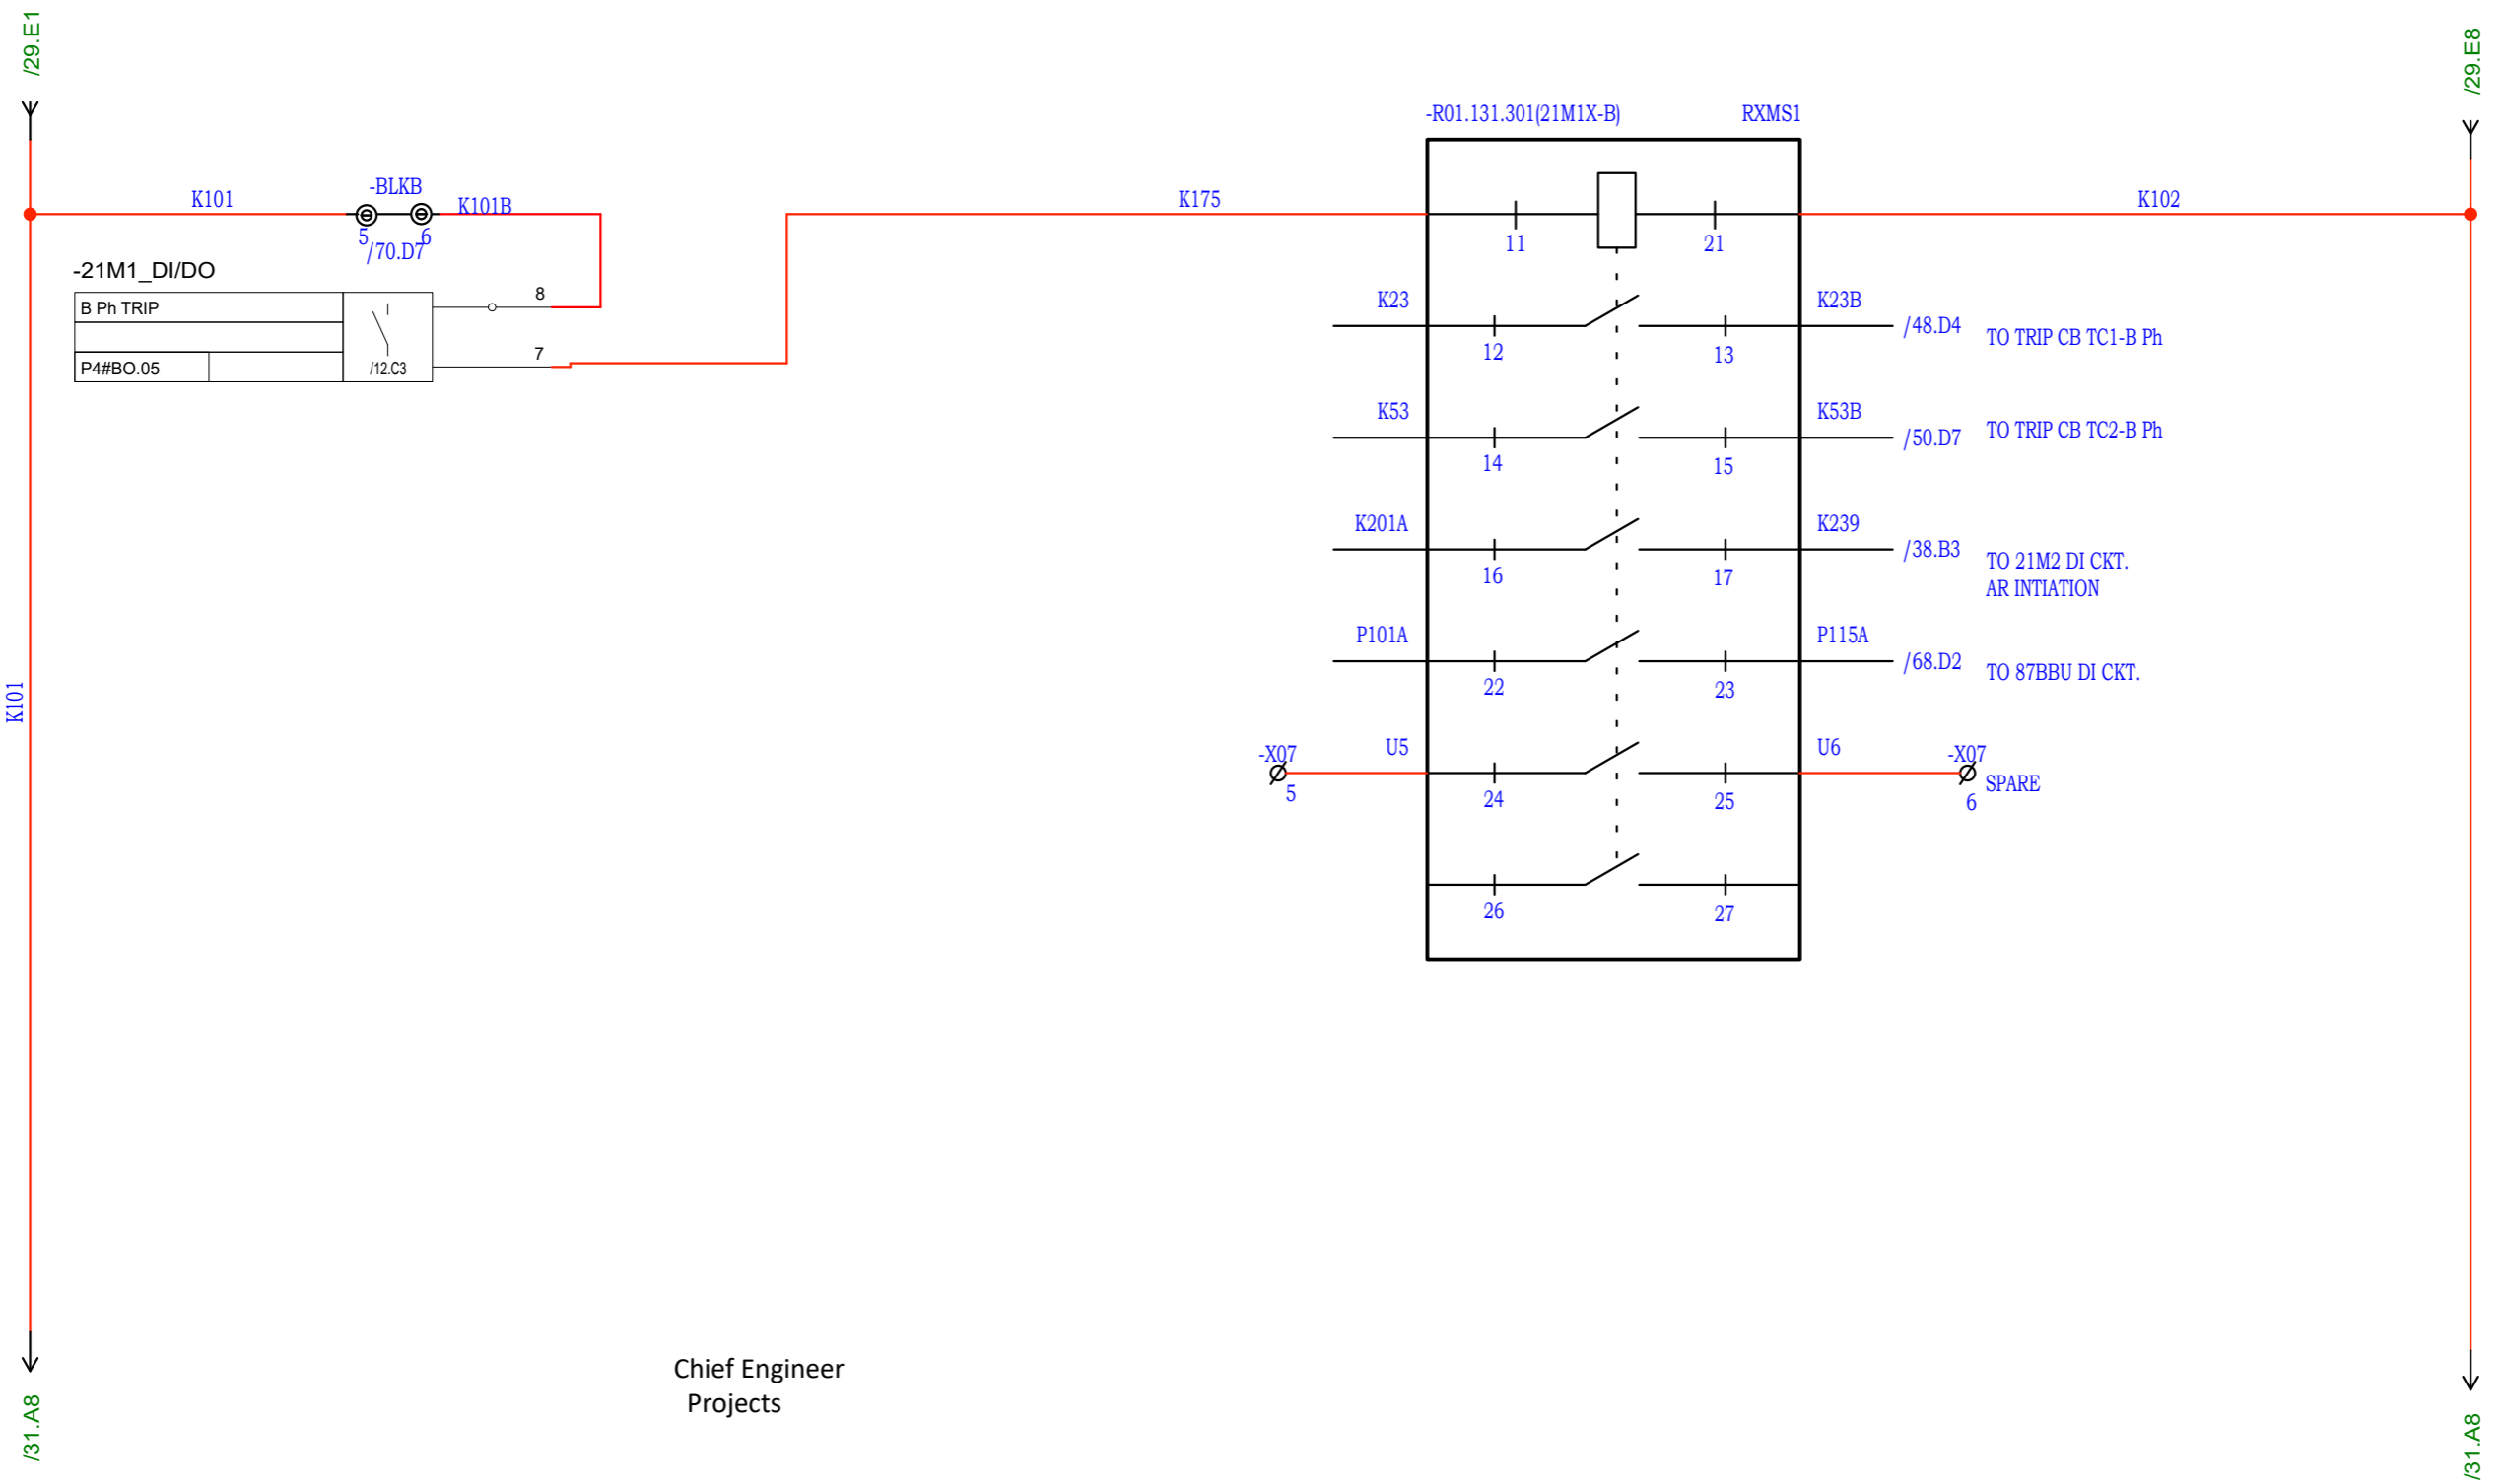 /29.E1
/29.E8
-R01.131.301(21M1X-B) RXMS1
K101 -BLKB K101B K175 K102
5 6
/70.D7
11 21
-21M1_DI/DO
B Ph TRIP 8
P4#BO.05 /12.C3 7
K23 K23B
12 13 /48.D4 TO TRIP CB TC1-B Ph
K53 K53B
14 15 /50.D7 TO TRIP CB TC2-B Ph
K201A K239
16 17 /38.B3 TO 21M2 DI CKT.
AR INTIATION
P101A P115A
22 23 /68.D2 TO 87BBU DI CKT.
K101
-X07 U5 U6 -X07
5 24 25 6 SPARE
26 27
Chief Engineer
Projects
/31.A8
/31.A8